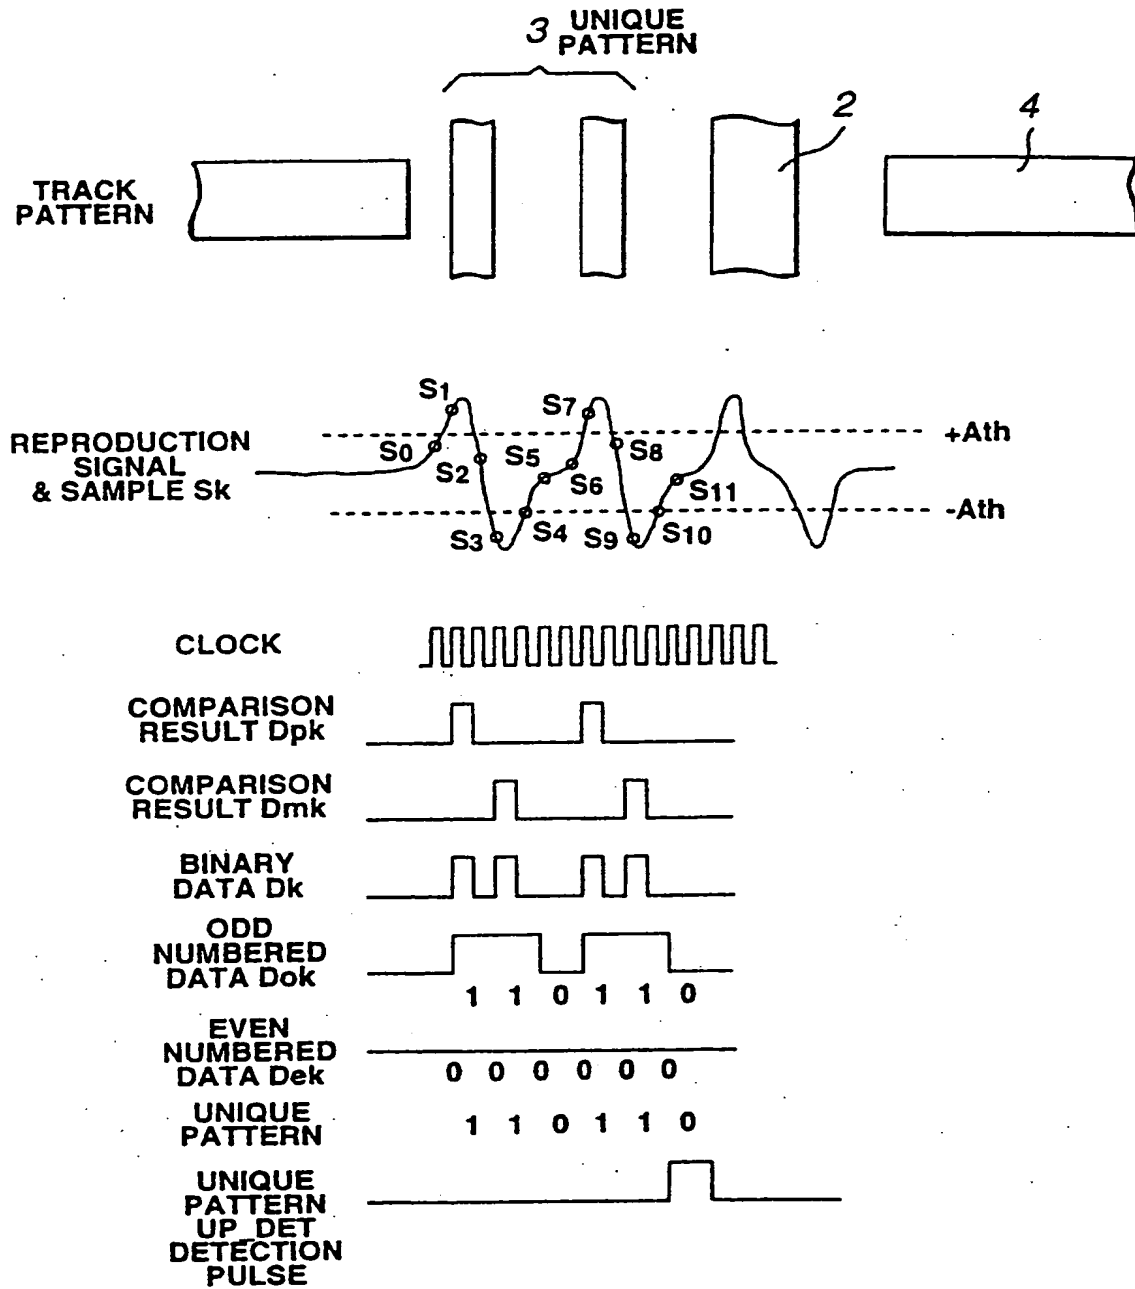 3 UNIQUE
PATTERN
2
4
TRACK
PATTERN
S1
S7
+Ath
REPRODUCTION
SIGNAL
& SAMPLE Sk
S0
S2
S5
S6
S8
S11
-Ath
S3
S4
S9
S10
CLOCK
COMPARISON
RESULT Dpk
COMPARISON
RESULT Dmk
BINARY
DATA Dk
ODD
NUMBERED
DATA Dok
1 1 0 1 1 0
EVEN
NUMBERED
DATA Dek
0 0 0 0 0 0
UNIQUE
PATTERN
1 1 0 1 1 0
UNIQUE
PATTERN
UP_DET
DETECTION
PULSE